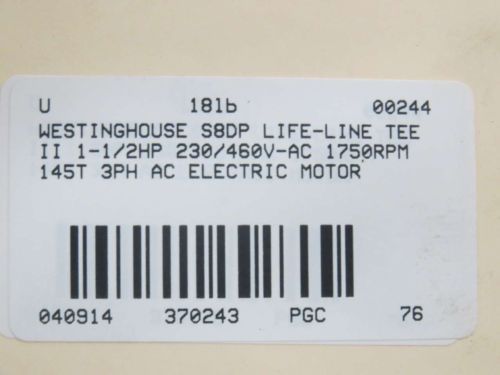 U 18lb 00244
WESTINGHOUSE S8DP LIFE-LINE TEE
II 1-1/2HP 230/460V-AC 1750RPM
145T 3PH AC ELECTRIC MOTOR
040914 370243 PGC 76